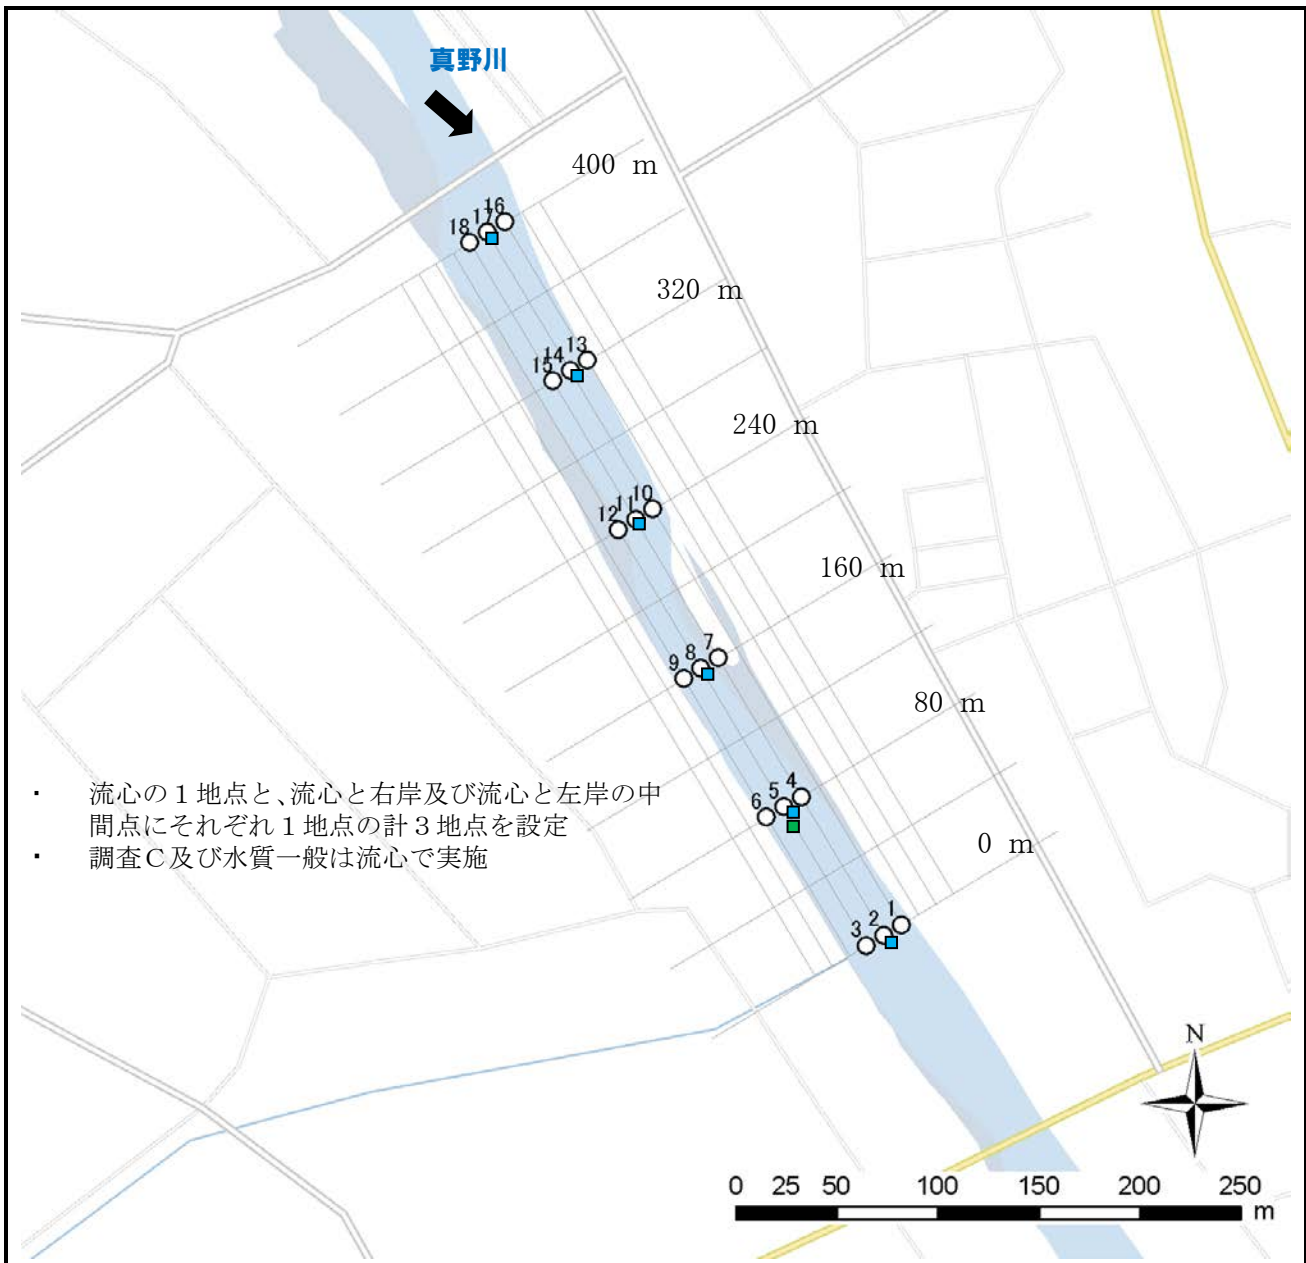 真野川
400 m
16
17
18
320 m
13
14
15
240 m
10
11
12
160 m
7
8
9
80 m
4
5
6
・ 流心の１地点と、流心と右岸及び流心と左岸の中
間点にそれぞれ１地点の計３地点を設定
・ 調査Ｃ及び水質一般は流心で実施
0 m
1
2
3
N
0 25 50 100 150 200 250
m